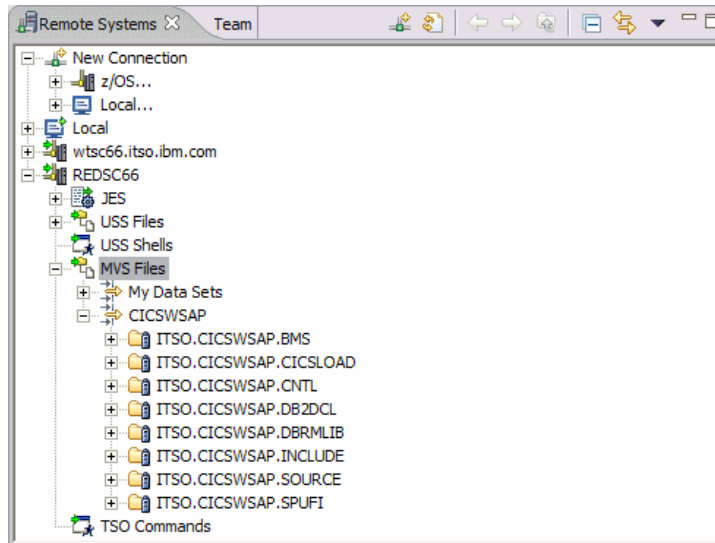 Remote Systems Team
New Connection
z/OS...
Local...
Local
wtsc66.itso.ibm.com
REDSC66
JES
USS Files
USS Shells
MVS Files
My Data Sets
CICSWSAP
ITSO.CICSWSAP.BMS
ITSO.CICSWSAP.CICSLOAD
ITSO.CICSWSAP.CNTL
ITSO.CICSWSAP.DB2DCL
ITSO.CICSWSAP.DBRMLIB
ITSO.CICSWSAP.INCLUDE
ITSO.CICSWSAP.SOURCE
ITSO.CICSWSAP.SPUFI
TSO Commands